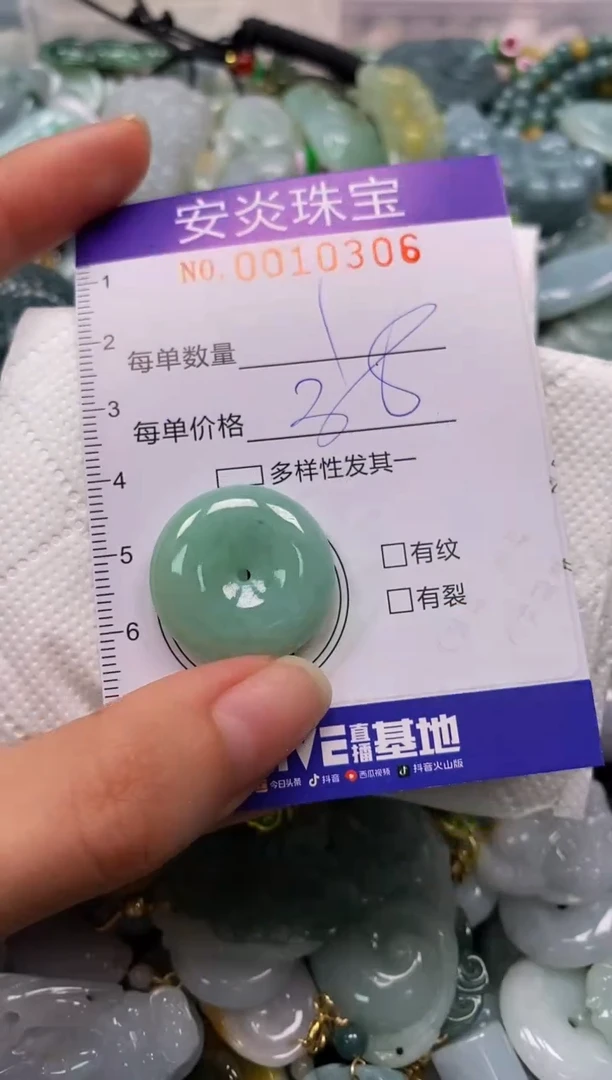 安炎珠宝
NO. 0010306
1
2
3
4
5
6
每单数量 1
每单价格 28
多样性发其一
有纹
有裂
直播基地
今日头条 抖音 西瓜视频 抖音火山版